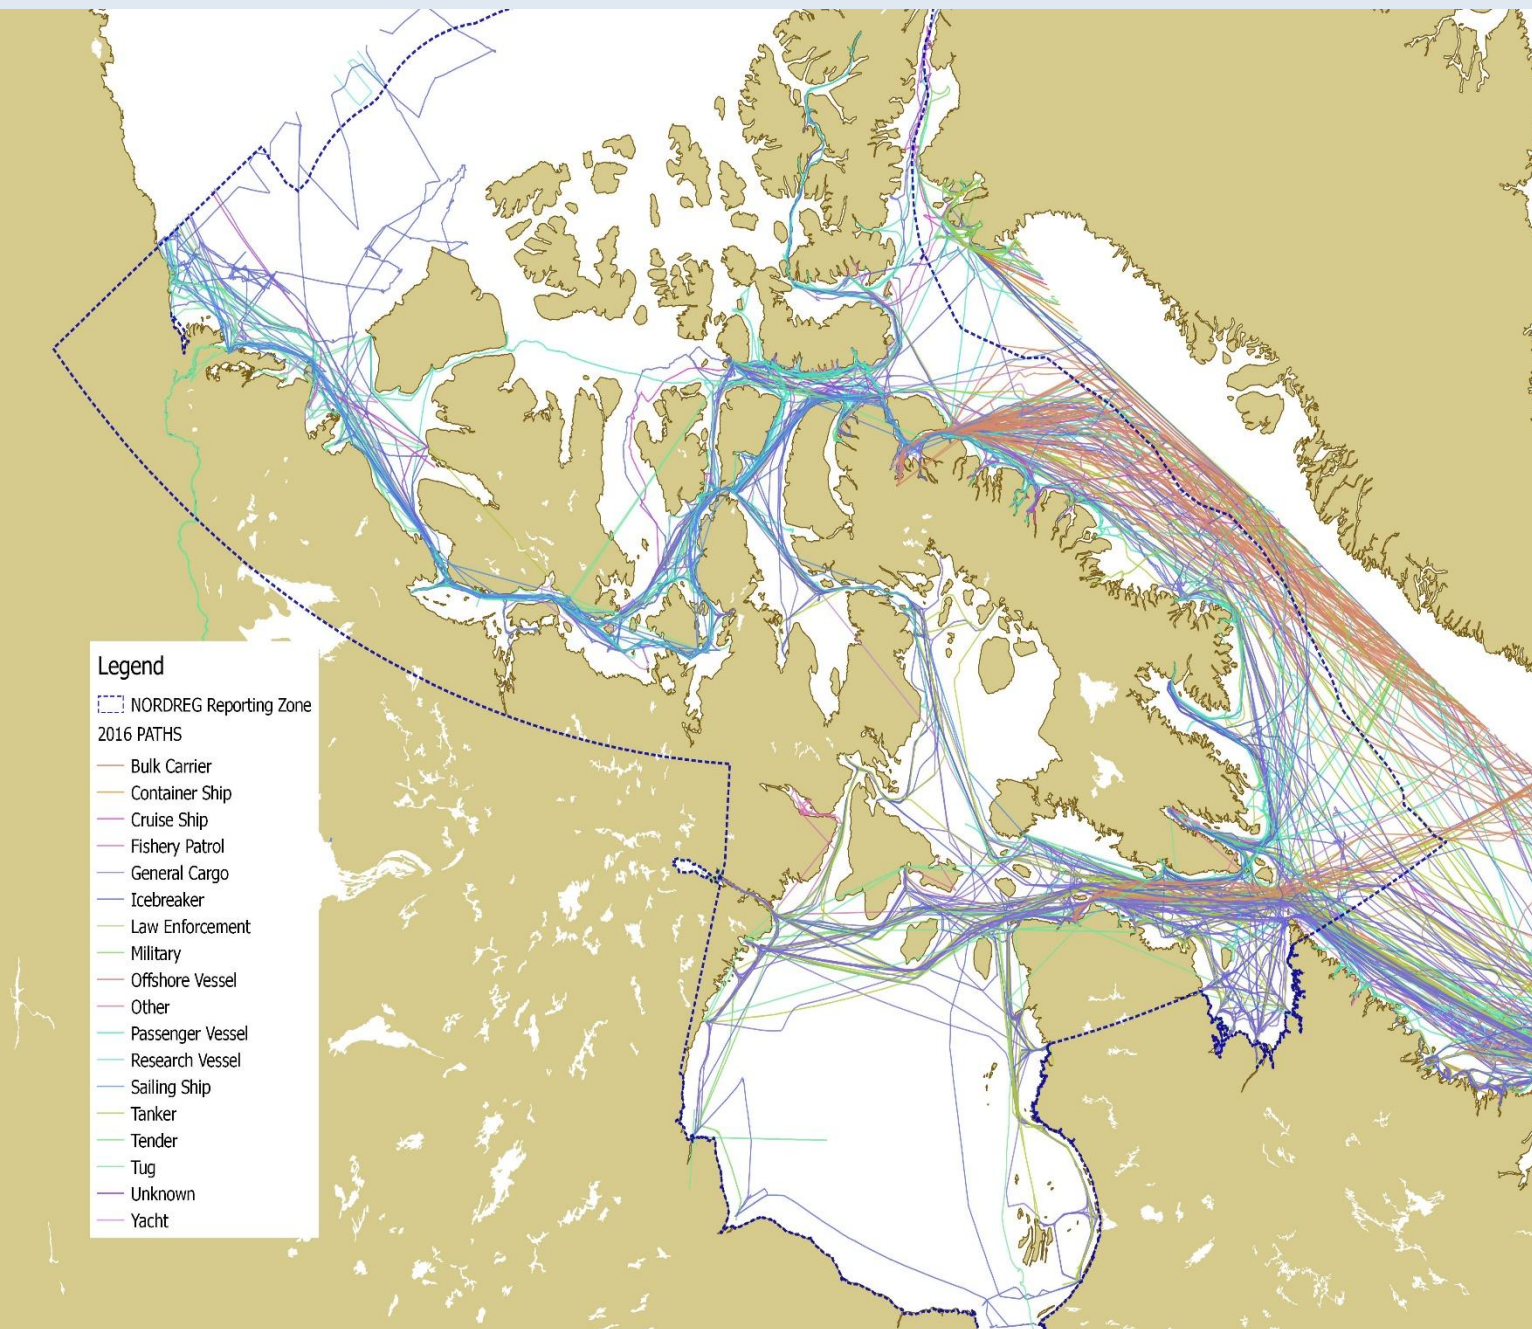 Legend
NORDREG Reporting Zone
2016 PATHS
Bulk Carrier
Container Ship
Cruise Ship
Fishery Patrol
General Cargo
Icebreaker
Law Enforcement
Military
Offshore Vessel
Other
Passenger Vessel
Research Vessel
Sailing Ship
Tanker
Tender
Tug
Unknown
Yacht